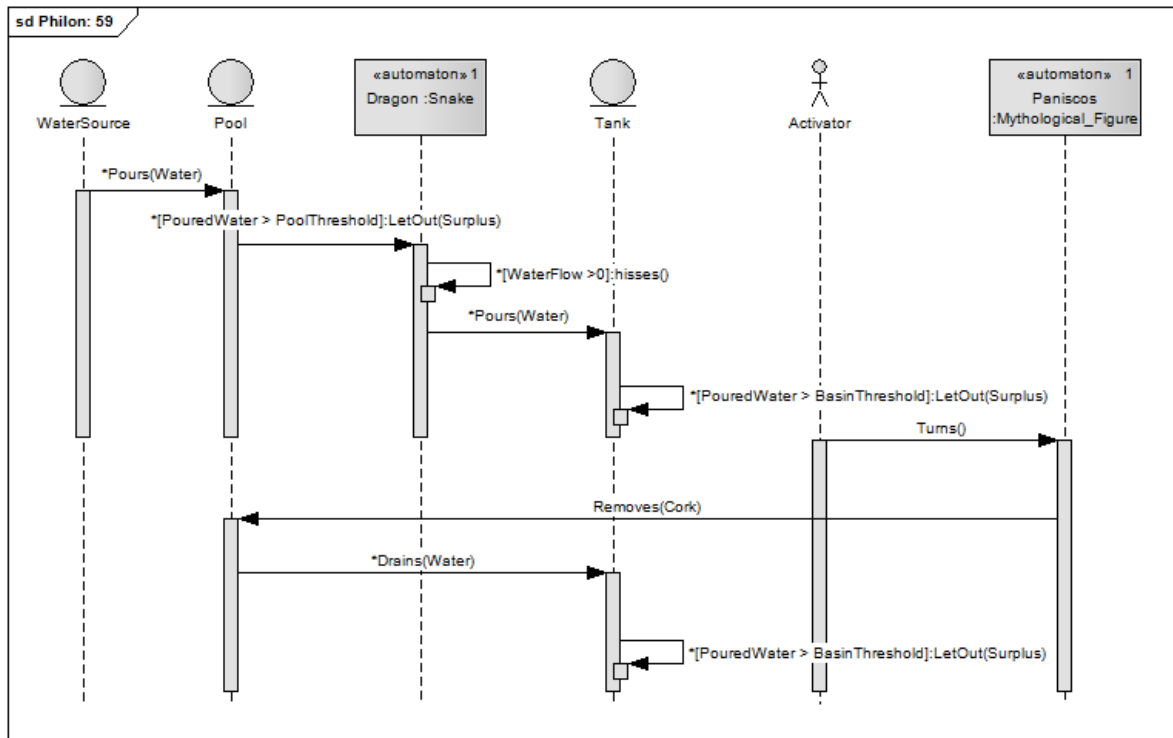 sd Philon: 59
WaterSource
Pool
«automaton» 1
Dragon :Snake
Tank
Activator
«automaton» 1
Paniscos
:Mythological_Figure
*Pours(Water)
*[PouredWater > PoolThreshold]:LetOut(Surplus)
*[WaterFlow >0]:hisses()
*Pours(Water)
*[PouredWater > BasinThreshold]:LetOut(Surplus)
Turns()
Removes(Cork)
*Drains(Water)
*[PouredWater > BasinThreshold]:LetOut(Surplus)